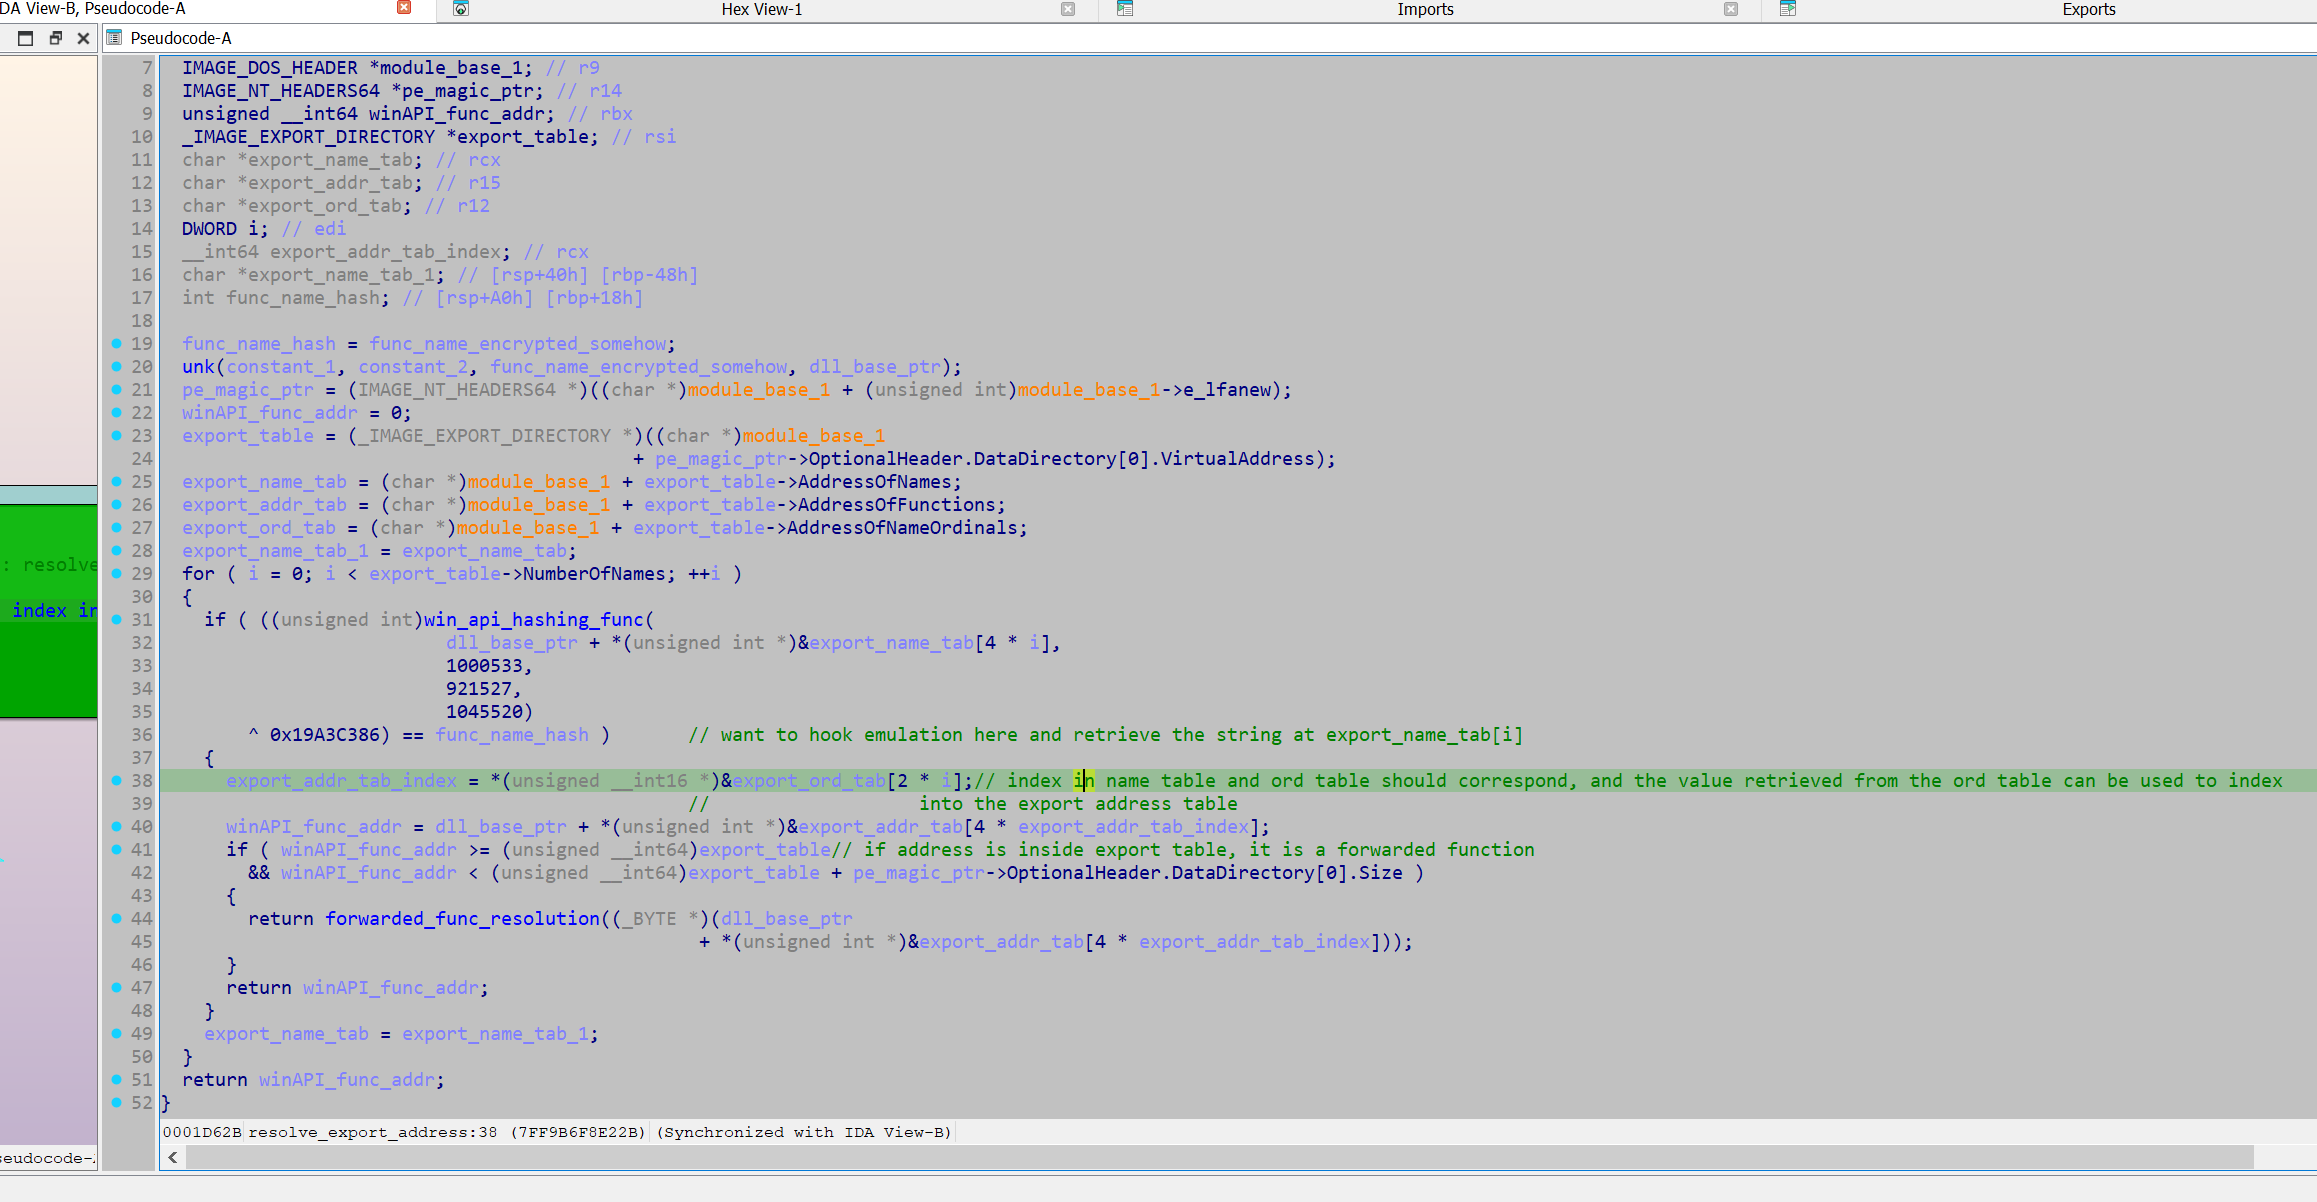 DA View-B, Pseudocode-A
Hex View-1
Imports
Exports
Pseudocode-A
7 IMAGE_DOS_HEADER *module_base_1; // r9
8 IMAGE_NT_HEADERS64 *pe_magic_ptr; // r14
9 unsigned __int64 winAPI_func_addr; // rbx
10 _IMAGE_EXPORT_DIRECTORY *export_table; // rsi
11 char *export_name_tab; // rcx
12 char *export_addr_tab; // r15
13 char *export_ord_tab; // r12
14 DWORD i; // edi
15 __int64 export_addr_tab_index; // rcx
16 char *export_name_tab_1; // [rsp+40h] [rbp-48h]
17 int func_name_hash; // [rsp+A0h] [rbp+18h]
18
19 func_name_hash = func_name_encrypted_somehow;
20 unk(constant_1, constant_2, func_name_encrypted_somehow, dll_base_ptr);
21 pe_magic_ptr = (IMAGE_NT_HEADERS64 *)((char *)module_base_1 + (unsigned int)module_base_1->e_lfanew);
22 winAPI_func_addr = 0;
23 export_table = (_IMAGE_EXPORT_DIRECTORY *)((char *)module_base_1
24 + pe_magic_ptr->OptionalHeader.DataDirectory[0].VirtualAddress);
25 export_name_tab = (char *)module_base_1 + export_table->AddressOfNames;
26 export_addr_tab = (char *)module_base_1 + export_table->AddressOfFunctions;
27 export_ord_tab = (char *)module_base_1 + export_table->AddressOfNameOrdinals;
28 export_name_tab_1 = export_name_tab;
29 for ( i = 0; i < export_table->NumberOfNames; ++i )
30 {
31 if ( ((unsigned int)win_api_hashing_func(
32 dll_base_ptr + *(unsigned int *)&export_name_tab[4 * i],
33 1000533,
34 921527,
35 1045520)
36 ^ 0x19A3C386) == func_name_hash ) // want to hook emulation here and retrieve the string at export_name_tab[i]
37 {
38 export_addr_tab_index = *(unsigned __int16 *)&export_ord_tab[2 * i];// index in name table and ord table should correspond, and the value retrieved from the ord table can be used to index
39 // into the export address table
40 winAPI_func_addr = dll_base_ptr + *(unsigned int *)&export_addr_tab[4 * export_addr_tab_index];
41 if ( winAPI_func_addr >= (unsigned __int64)export_table// if address is inside export table, it is a forwarded function
42 && winAPI_func_addr < (unsigned __int64)export_table + pe_magic_ptr->OptionalHeader.DataDirectory[0].Size )
43 {
44 return forwarded_func_resolution((_BYTE *)(dll_base_ptr
45 + *(unsigned int *)&export_addr_tab[4 * export_addr_tab_index]));
46 }
47 return winAPI_func_addr;
48 }
49 export_name_tab = export_name_tab_1;
50 }
51 return winAPI_func_addr;
52 }
: resolve
index in
0001D62B resolve_export_address:38 (7FF9B6F8E22B) (Synchronized with IDA View-B)
seudocode-